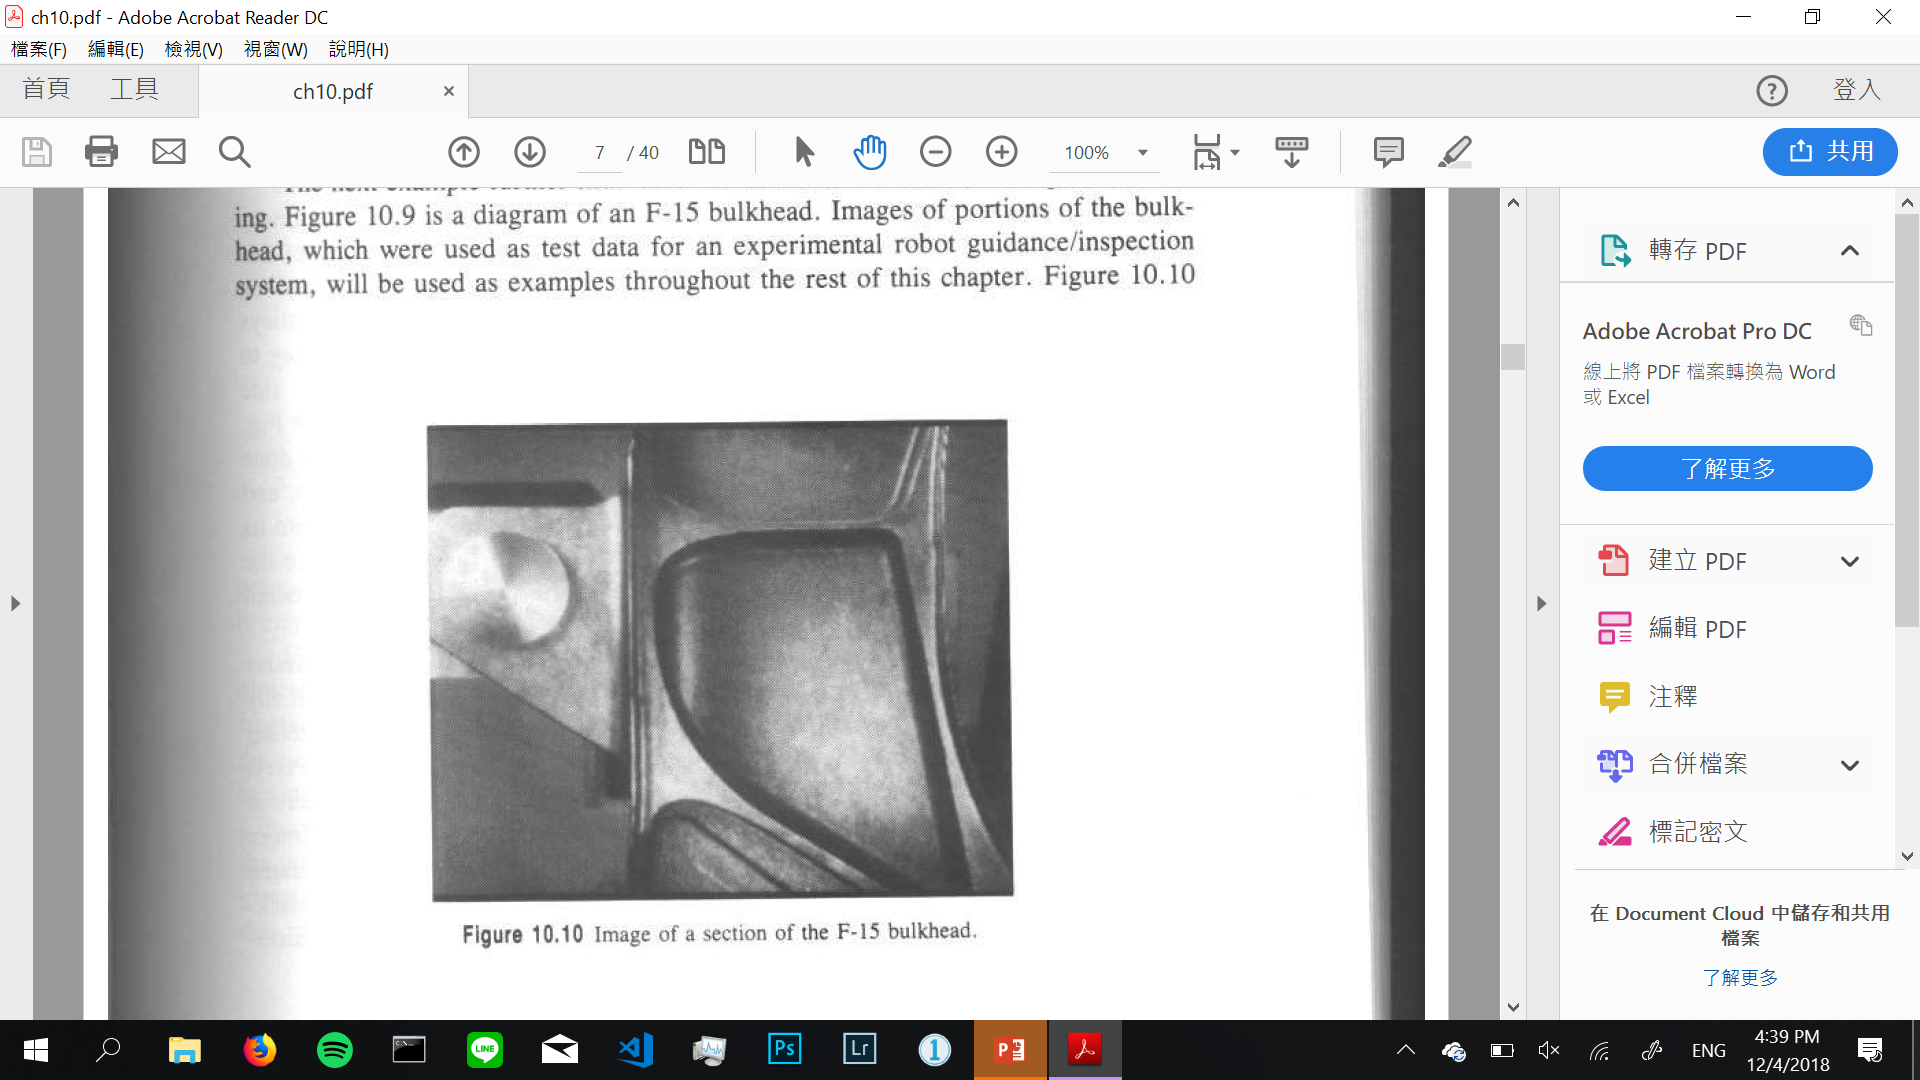 ch10.pdf - Adobe Acrobat Reader DC
檔案(F) 編輯(E) 檢視(V) 視窗(W) 說明(H)
首頁 工具 ch10.pdf 登入
7 / 40 100% 共用
The next example
ing. Figure 10.9 is a diagram of an F-15 bulkhead. Images of portions of the bulk-
head, which were used as test data for an experimental robot guidance/inspection
system, will be used as examples throughout the rest of this chapter. Figure 10.10
Figure 10.10 Image of a section of the F-15 bulkhead.
轉存 PDF
Adobe Acrobat Pro DC
線上將 PDF 檔案轉換為 Word
或 Excel
了解更多
建立 PDF
編輯 PDF
注釋
合併檔案
標記密文
在 Document Cloud 中儲存和共用
檔案
了解更多
LINE
Ps
Lr
1
P
ENG
4:39 PM
12/4/2018